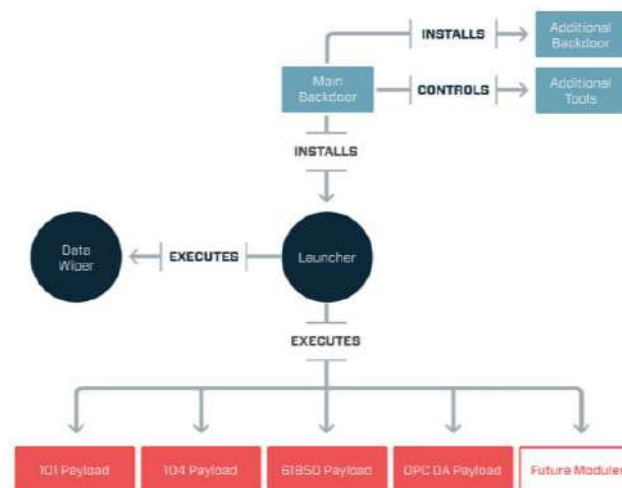 INSTALLS
Additional
Backdoor
Main
Backdoor
CONTROLS
Additional
Tools
INSTALLS
Data
Wiper
EXECUTES
Launcher
EXECUTES
101 Payload
104 Payload
61850 Payload
OPC DA Payload
Future Modules